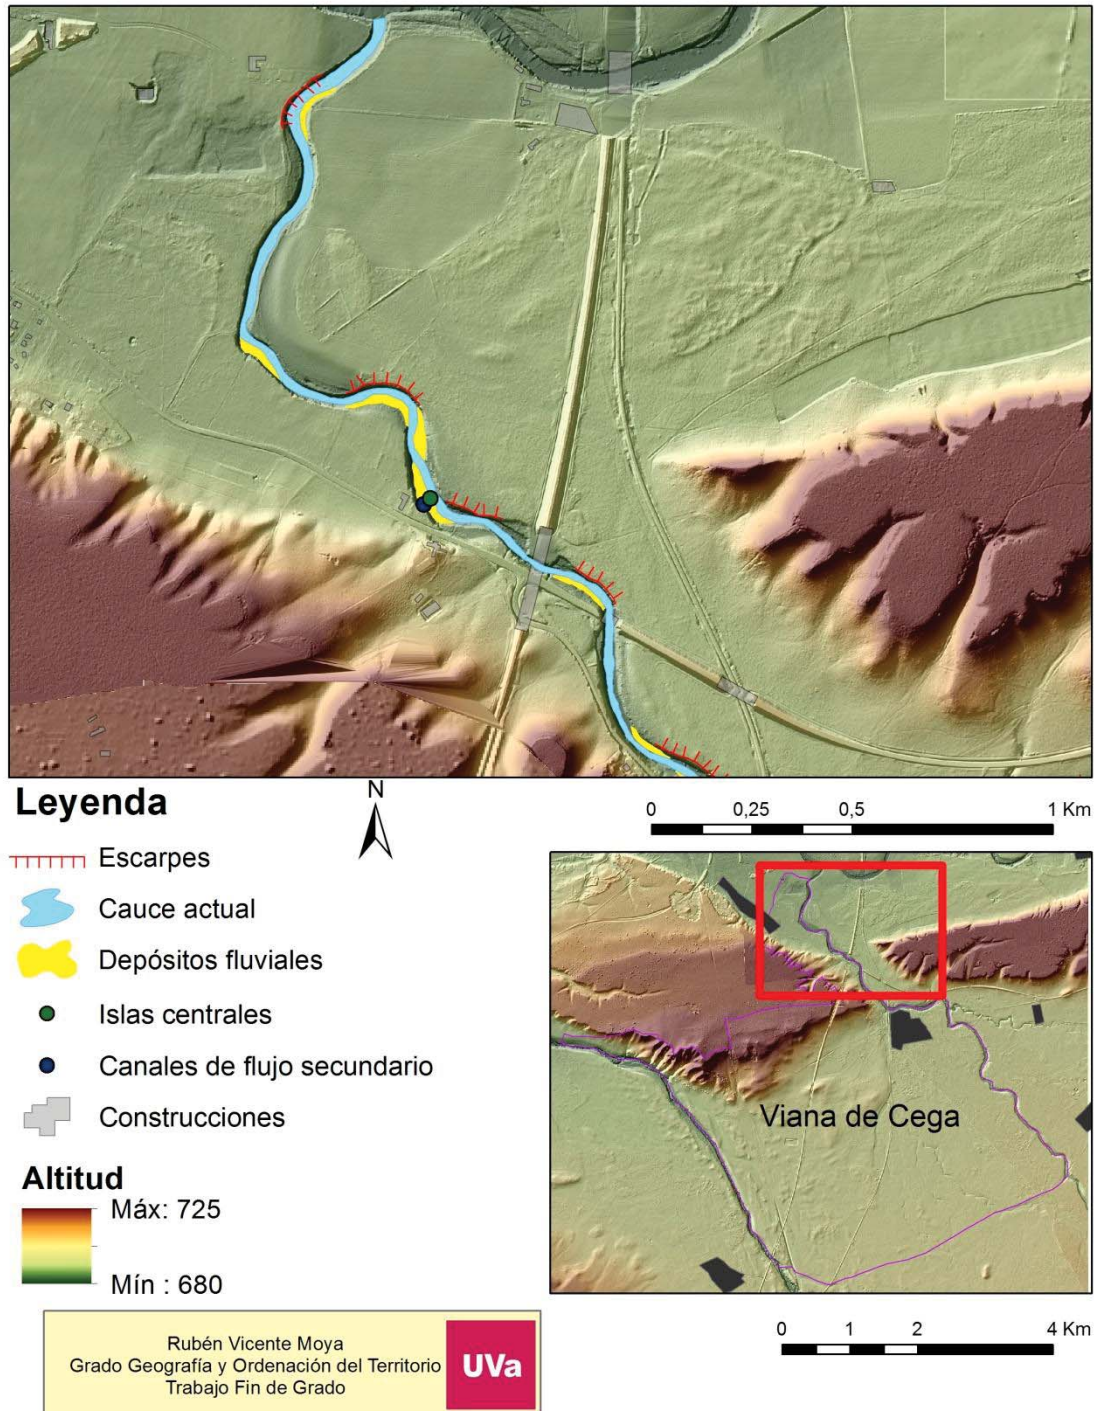 Leyenda
N
0 0,25 0,5 1 Km
Escarpes
Cauce actual
Depósitos fluviales
Islas centrales
Canales de flujo secundario
Construcciones
Altitud
Máx: 725
Mín : 680
Viana de Cega
0 1 2 4 Km
Rubén Vicente Moya
Grado Geografía y Ordenación del Territorio
Trabajo Fin de Grado
UVa